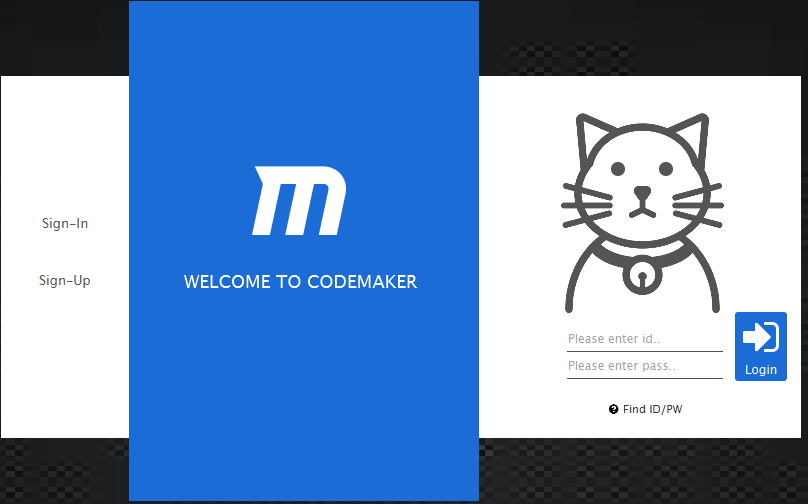 Sign-In
Sign-Up
m
WELCOME TO CODEMAKER
Please enter id..
Please enter pass..
Login
Find ID/PW